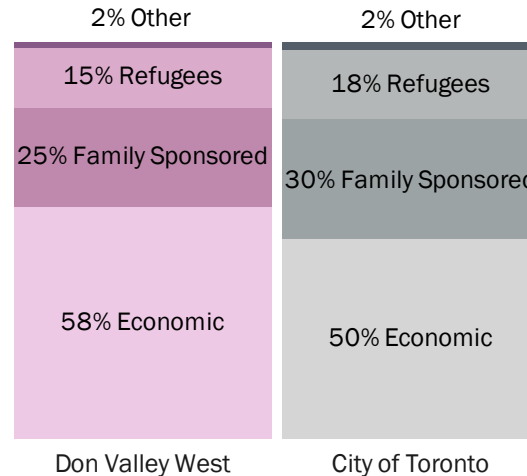 2% Other
15% Refugees
25% Family Sponsored
58% Economic
Don Valley West
2% Other
18% Refugees
30% Family Sponsored
50% Economic
City of Toronto